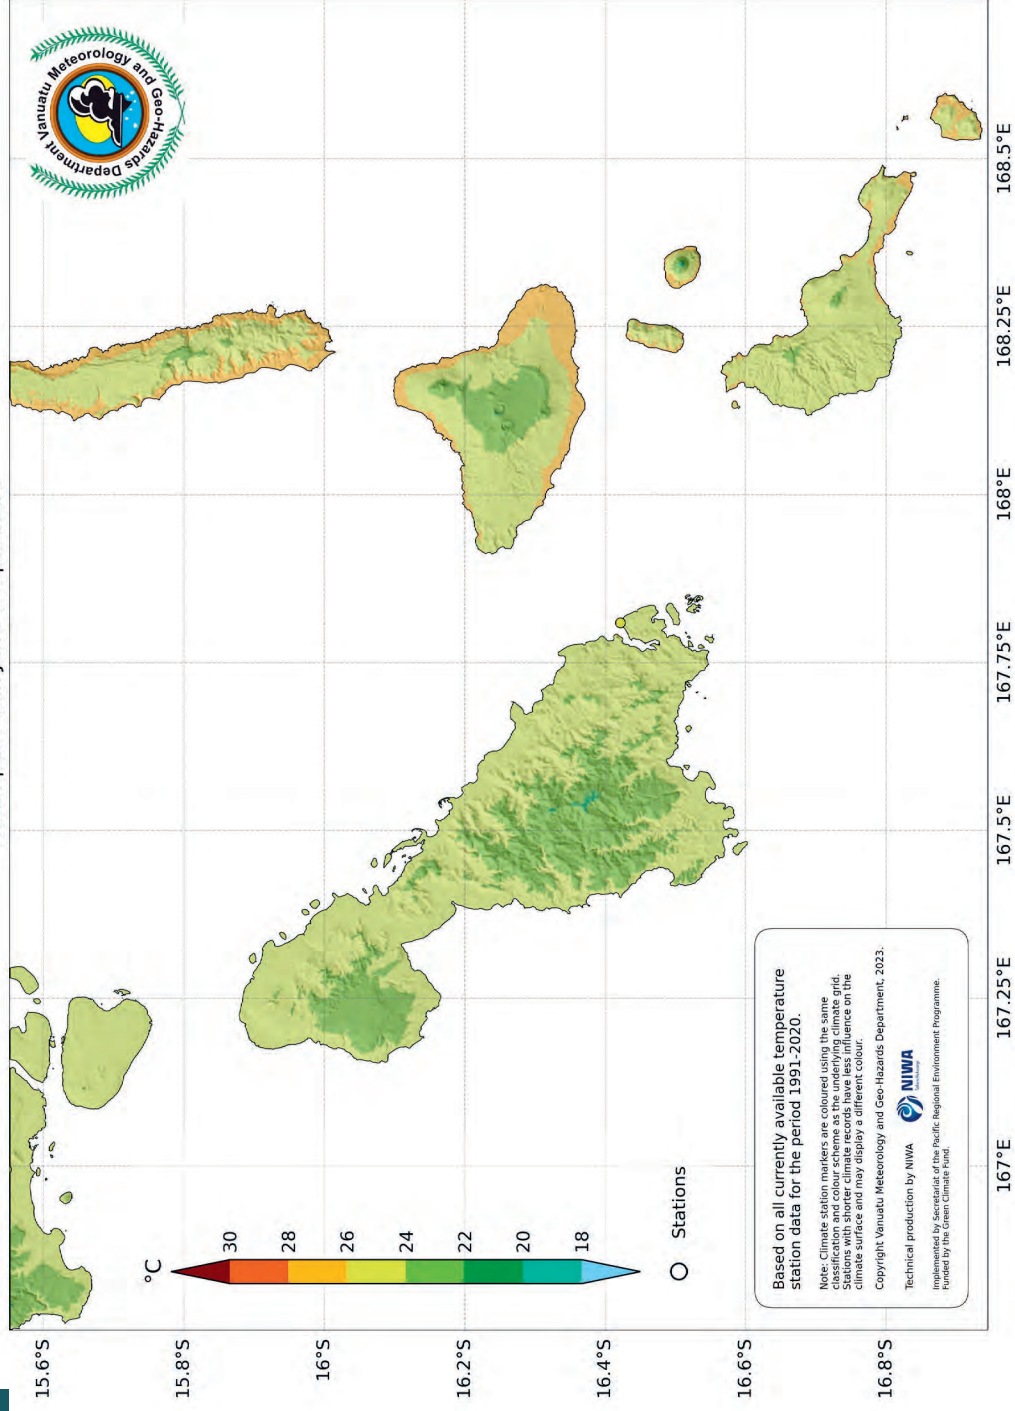 Vanuatu Meteorology and Geo-Hazards Department
°C
30
28
26
24
22
20
18
Stations
Based on all currently available temperature
station data for the period 1991-2020.
Note: Climate station markers are coloured using the same
classification and colour scheme as the underlying climate grid.
Stations with shorter climate records have less influence on the
climate surface and may display a different colour.
Copyright Vanuatu Meteorology and Geo-Hazards Department, 2023.
Technical production by NIWA
NIWA
Implemented by Secretariat of the Pacific Regional Environment Programme.
Funded by the Green Climate Fund.
15.6°S
15.8°S
16°S
16.2°S
16.4°S
16.6°S
16.8°S
167°E
167.25°E
167.5°E
167.75°E
168°E
168.25°E
168.5°E